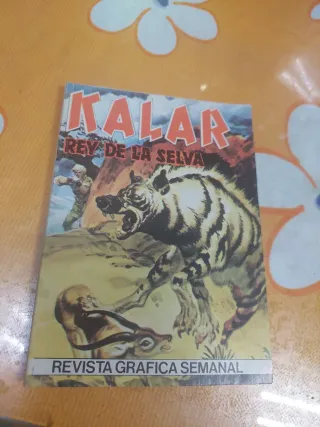 KALAR
REY DE LA SELVA
REVISTA GRAFICA SEMANAL